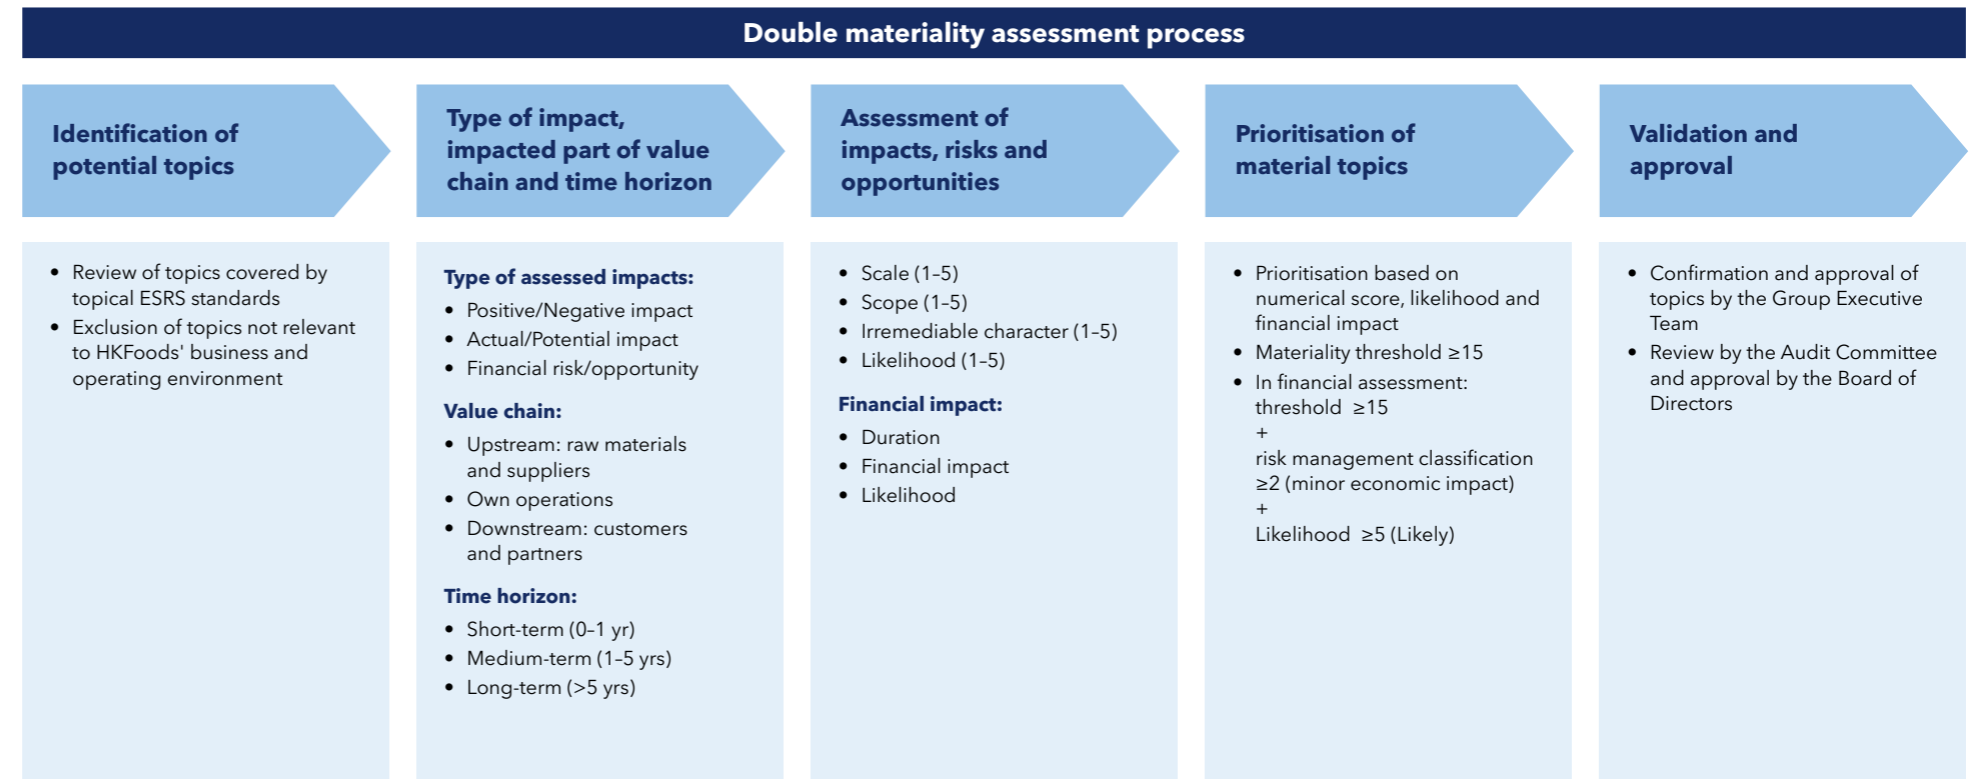 Double materiality assessment process
Identification of
potential topics
Type of impact,
impacted part of value
chain and time horizon
Assessment of
impacts, risks and
opportunities
Prioritisation of
material topics
Validation and
approval
• Review of topics covered by
topical ESRS standards
• Exclusion of topics not relevant
to HKFoods' business and
operating environment
Type of assessed impacts:
• Positive/Negative impact
• Actual/Potential impact
• Financial risk/opportunity
Value chain:
• Upstream: raw materials
and suppliers
• Own operations
• Downstream: customers
and partners
Time horizon:
• Short-term (0–1 yr)
• Medium-term (1–5 yrs)
• Long-term (>5 yrs)
• Scale (1–5)
• Scope (1–5)
• Irremediable character (1–5)
• Likelihood (1–5)
Financial impact:
• Duration
• Financial impact
• Likelihood
• Prioritisation based on
numerical score, likelihood and
financial impact
• Materiality threshold ≥15
• In financial assessment:
threshold ≥15
+
risk management classification
≥2 (minor economic impact)
+
Likelihood ≥5 (Likely)
• Confirmation and approval of
topics by the Group Executive
Team
• Review by the Audit Committee
and approval by the Board of
Directors